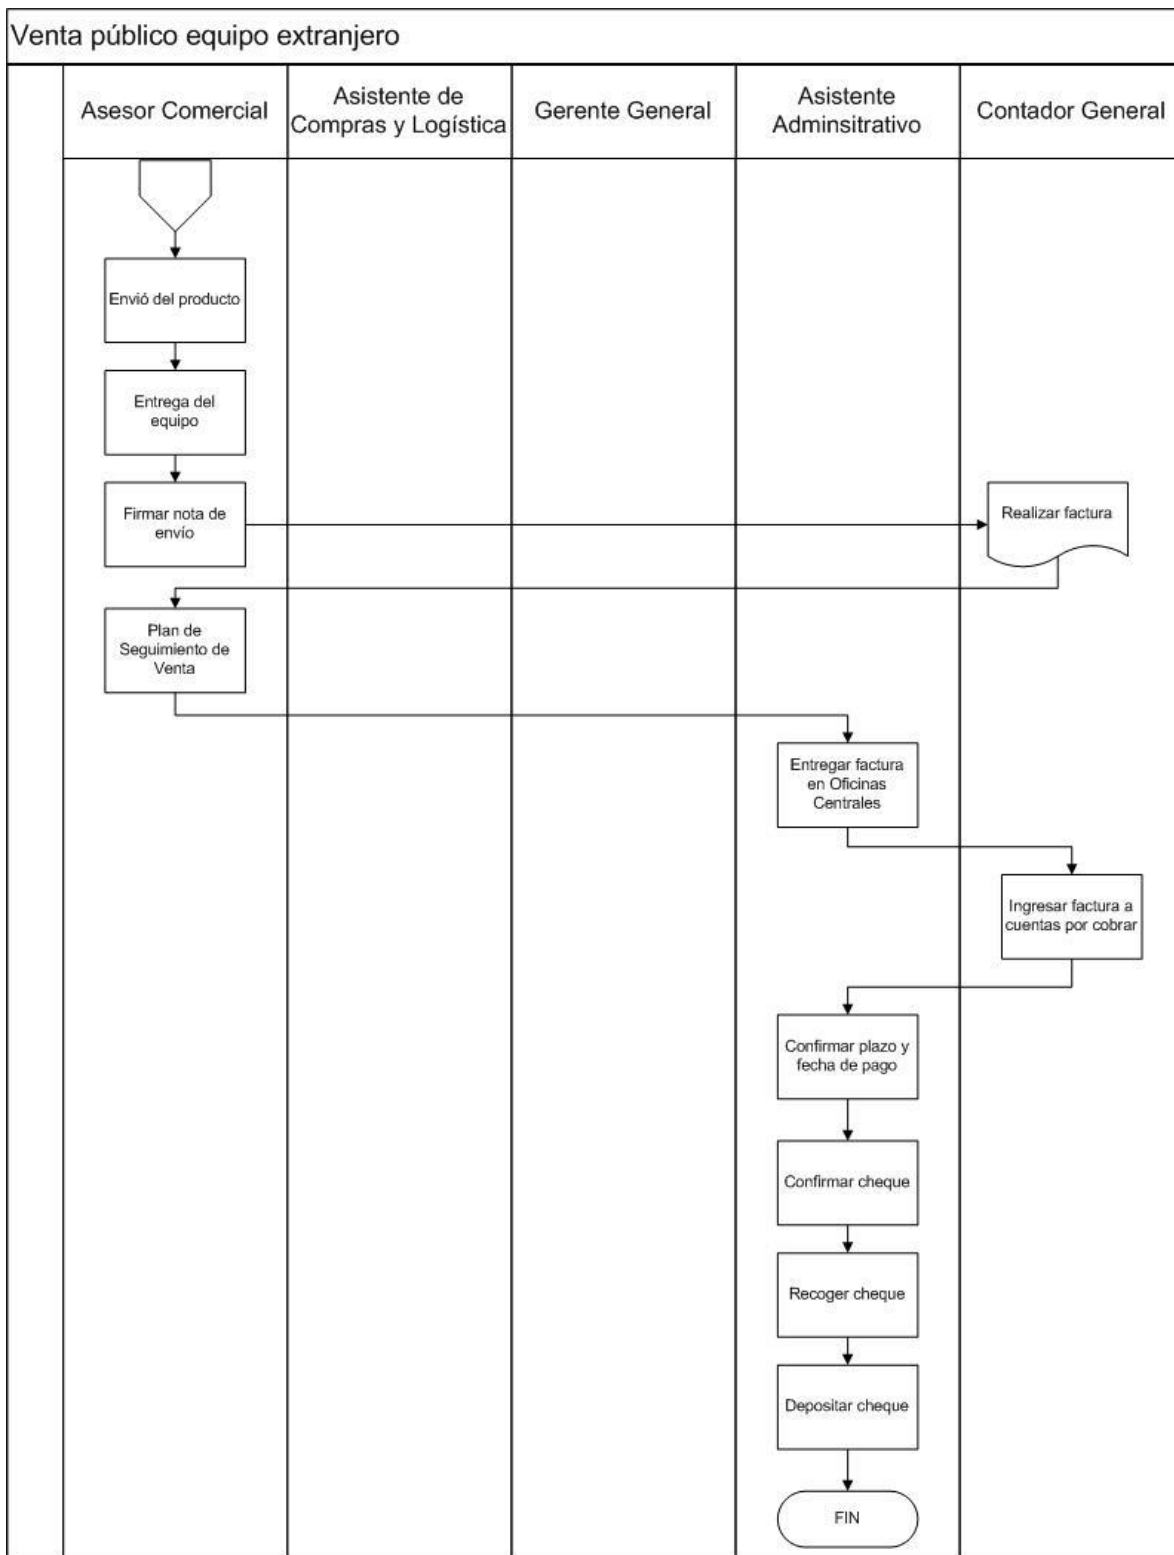 Venta público equipo extranjero
Asesor Comercial
Asistente de
Compras y Logística
Gerente General
Asistente
Adminsitrativo
Contador General
Envió del producto
Entrega del
equipo
Firmar nota de
envío
Realizar factura
Plan de
Seguimiento de
Venta
Entregar factura
en Oficinas
Centrales
Ingresar factura a
cuentas por cobrar
Confirmar plazo y
fecha de pago
Confirmar cheque
Recoger cheque
Depositar cheque
FIN